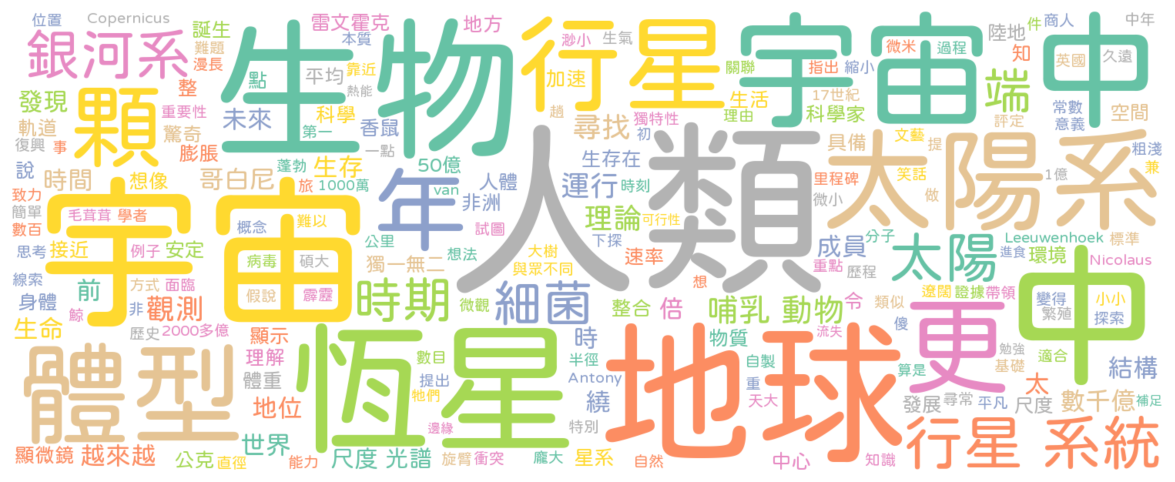 位置 Copernicus 誕生 雷文霍克 地方 行星 宇宙 中 微米 過程 陸地 件 商人 中年
銀河系 難題 漫長 生物 本質 靠近 渺小 生氣 關聯 指出 縮小 知 英國 久遠
點 平均 熱能 加速 17世紀 端 常數 意義
發現 顆 重要性 整 未來 科學 第一 香鼠 一點 尋找 獨特性 生活 理由 科學家 空間 評定
軌道 復興 事 驚奇 膨脹 蓬勃 生存 50億 趙 初 人類 具備 文藝 提 太陽系 粗淺 兼
說 時間 想像 哥白尼 旅 1000萬 van 人體 非洲 生存在 運行 時刻 里程碑 笑話 做
致力 簡單 數百 毛茸茸 學者 宇宙 概念 難以 年 試圖 理論 可行性 微小 1億
思考 接近 例子 安定 病毒 碩大 獨一無二 公里 想法 大樹 與眾不同 下探 速率 成員 分子 太陽 Leeuwenhoek 標準
線索 身體 前 方式 面臨 觀測 假說 霹靂 時期 微觀 細菌 整合 倍 想 重點 歷程 進食 環境 Nicolaus
生命 鯨 非 歷史 2000多億 顯示 哺乳 動物 令 類似 遼闊 證據 帶領 變得 繁殖 小小 探索 中
體型 理解 體重 恆星 數目 提出 牠們 時 半徑 繞 地球 物質 自製 流失 傻 更 勉強 基礎 適合 結構
地位 Antony 重 天大 算是 太 發展 尋常 平凡 尺度 數千億 補足
顯微鏡 越來越 世界 邊緣 特別 行星 系統
公克 直徑 能力 尺度 光譜 旋臂 衝突 龐大 星系 自然 中心 知識